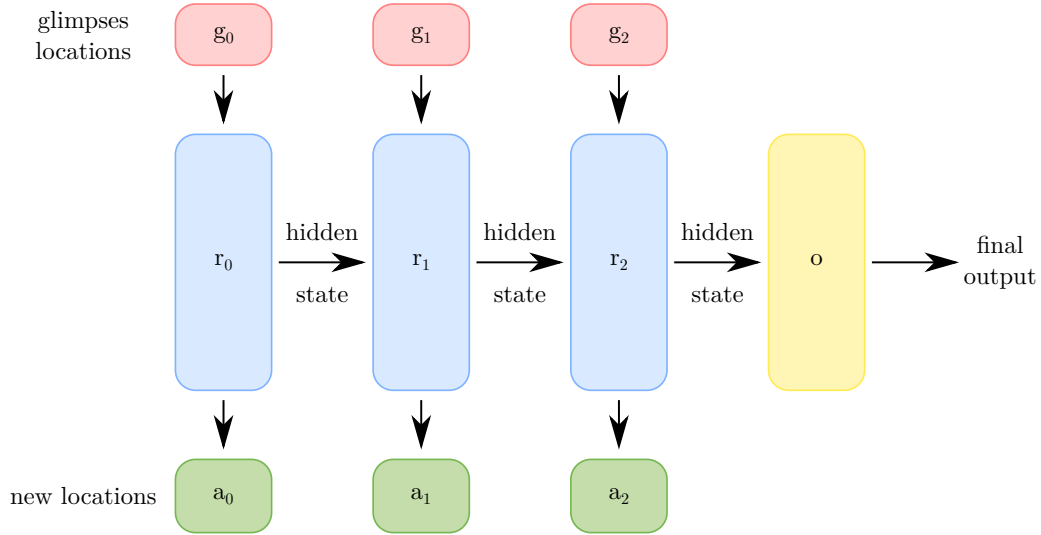 glimpses
locations
g₀
g₁
g₂
r₀
hidden
state
r₁
hidden
state
r₂
hidden
state
o
final
output
new locations
a₀
a₁
a₂